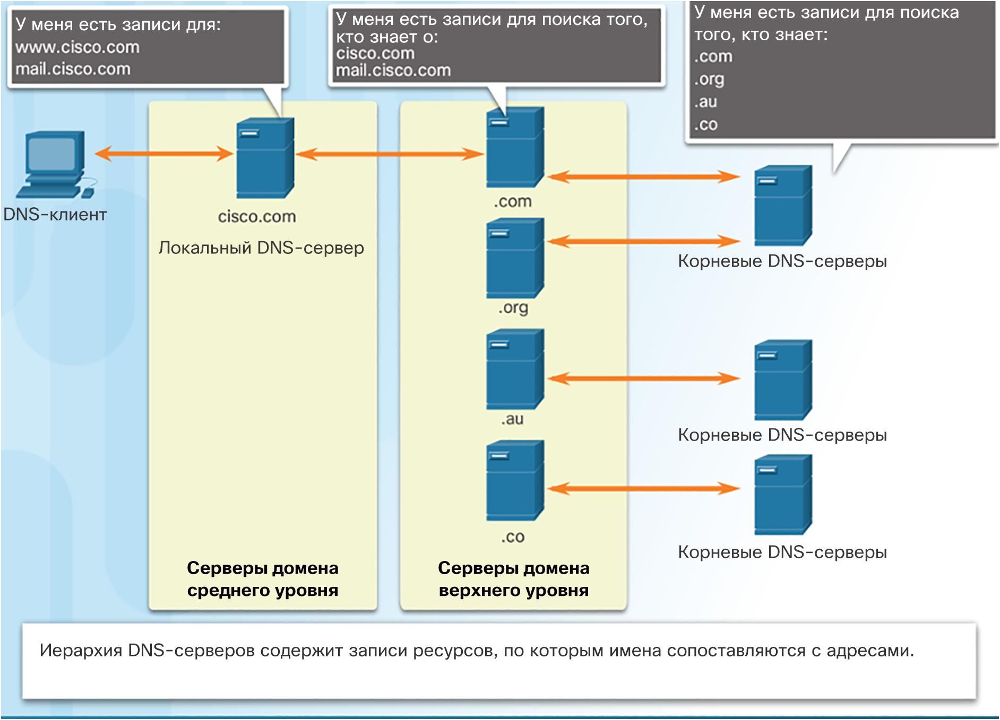 У меня есть записи для:
www.cisco.com
mail.cisco.com
У меня есть записи для поиска того,
кто знает о:
cisco.com
mail.cisco.com
У меня есть записи для поиска
того, кто знает:
.com
.org
.au
.co
DNS-клиент
cisco.com
Локальный DNS-сервер
.com
.org
.au
.co
Корневые DNS-серверы
Корневые DNS-серверы
Корневые DNS-серверы
Серверы домена
среднего уровня
Серверы домена
верхнего уровня
Иерархия DNS-серверов содержит записи ресурсов, по которым имена сопоставляются с адресами.